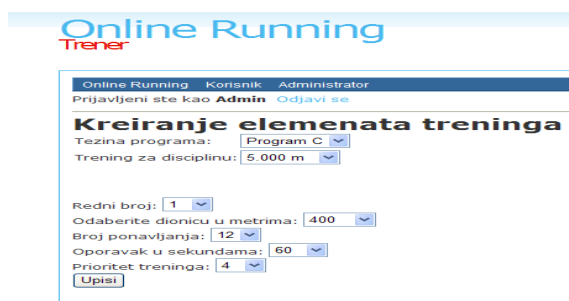 Online Running
Trener
Online Running Korisnik Administrator
Prijavljeni ste kao Admin Odjavi se
Kreiranje elemenata treninga
Tezina programa: Program C
Trening za disciplinu: 5.000 m
Redni broj: 1
Odaberite dionicu u metrima: 400
Broj ponavljanja: 12
Oporavak u sekundama: 60
Prioritet treninga: 4
Upisi